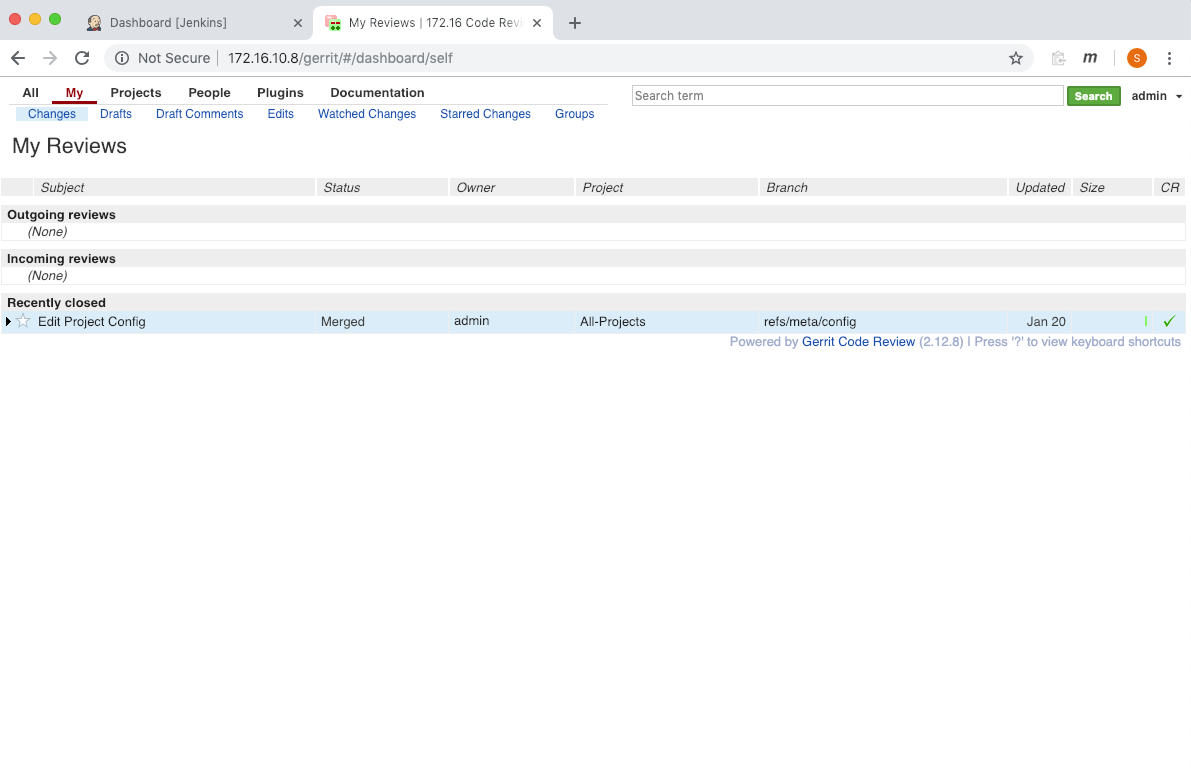 Dashboard [Jenkins]
My Reviews | 172.16 Code Revi
Not Secure 172.16.10.8/gerrit/#/dashboard/self
m
S
All My Projects People Plugins Documentation
Search term Search admin
Changes Drafts Draft Comments Edits Watched Changes Starred Changes Groups
My Reviews
Subject Status Owner Project Branch Updated Size CR
Outgoing reviews
(None)
Incoming reviews
(None)
Recently closed
Edit Project Config Merged admin All-Projects refs/meta/config Jan 20
Powered by Gerrit Code Review (2.12.8) | Press '?' to view keyboard shortcuts